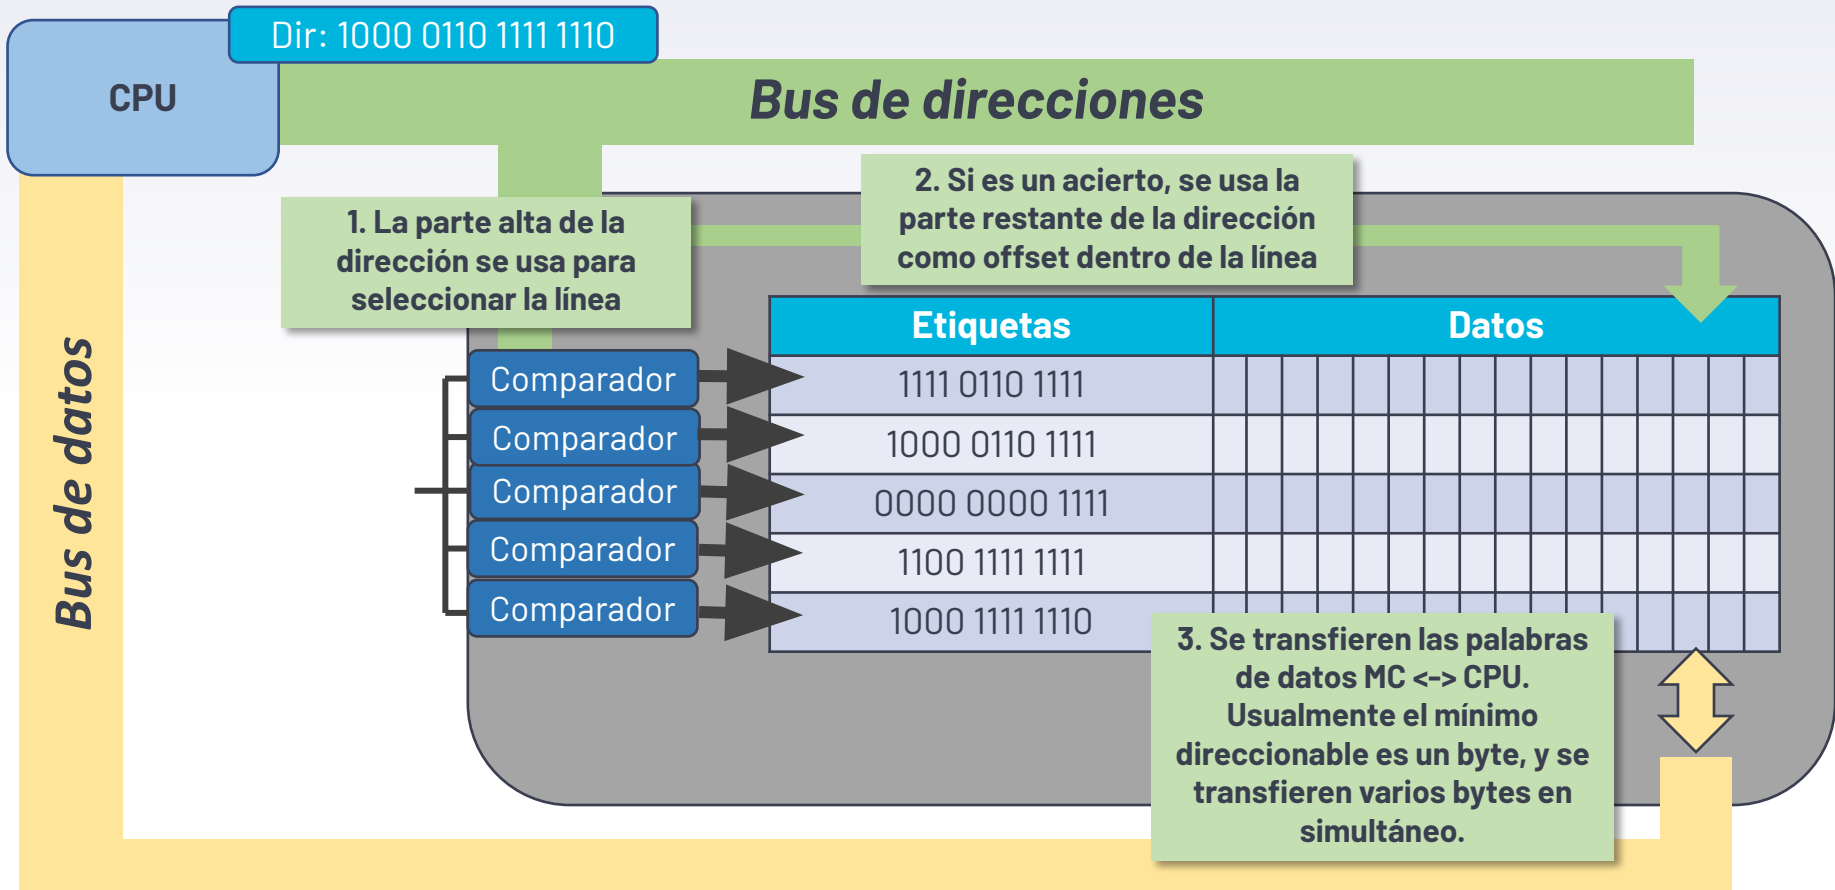 Dir: 1000 0110 1111 1110
CPU
Bus de direcciones
1. La parte alta de la
dirección se usa para
seleccionar la línea
2. Si es un acierto, se usa la
parte restante de la dirección
como offset dentro de la línea
Bus de datos
Etiquetas
Datos
Comparador
1111 0110 1111
Comparador
1000 0110 1111
Comparador
0000 0000 1111
Comparador
1100 1111 1111
Comparador
1000 1111 1110
3. Se transfieren las palabras
de datos MC <-> CPU.
Usualmente el mínimo
direccionable es un byte, y se
transfieren varios bytes en
simultáneo.